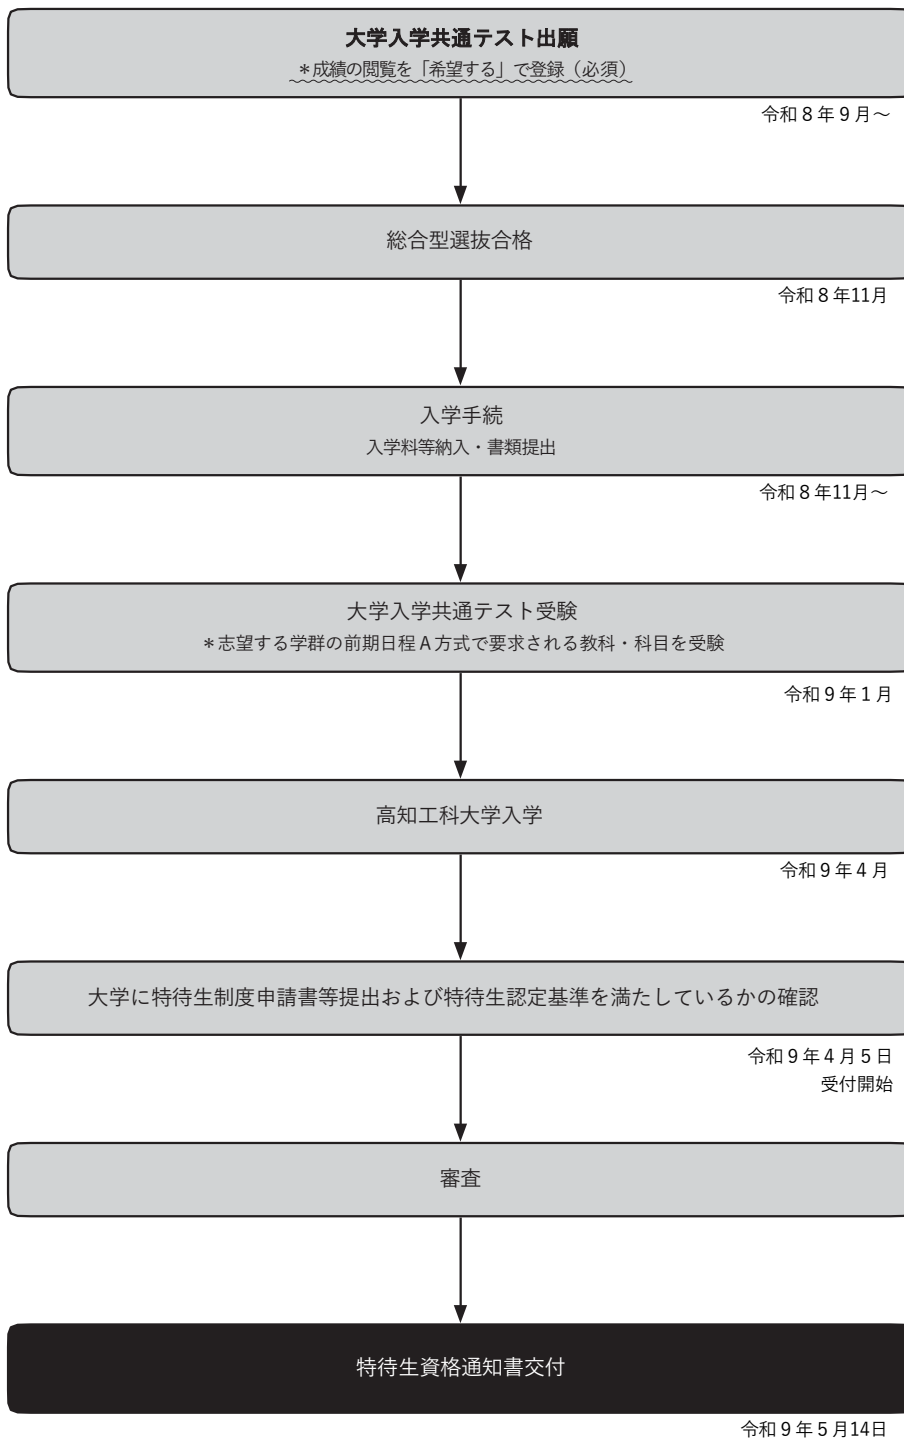 大学入学共通テスト出願
＊成績の閲覧を「希望する」で登録（必須）
令和８年９月～
総合型選抜合格
令和８年11月
入学手続
入学料等納入・書類提出
令和８年11月～
大学入学共通テスト受験
＊志望する学群の前期日程Ａ方式で要求される教科・科目を受験
令和９年１月
高知工科大学入学
令和９年４月
大学に特待生制度申請書等提出および特待生認定基準を満たしているかの確認
令和９年４月５日
受付開始
審査
特待生資格通知書交付
令和９年５月14日